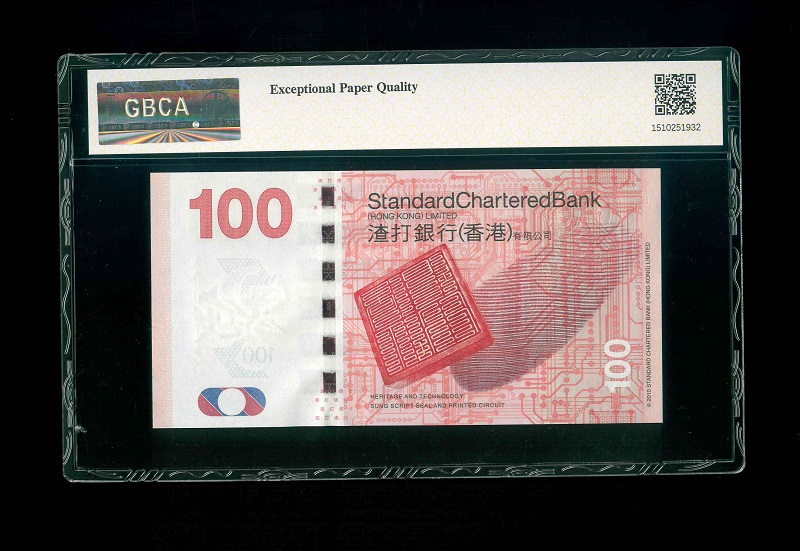 GBCA
Exceptional Paper Quality
1510251932
100
StandardCharteredBank
(HONG KONG) LIMITED
渣打銀行(香港)有限公司
100
100
HERITAGE AND TECHNOLOGY
SUNG SCRIPT SEAL AND PRINTED CIRCUIT
© 2010 STANDARD CHARTERED BANK (HONG KONG) LIMITED